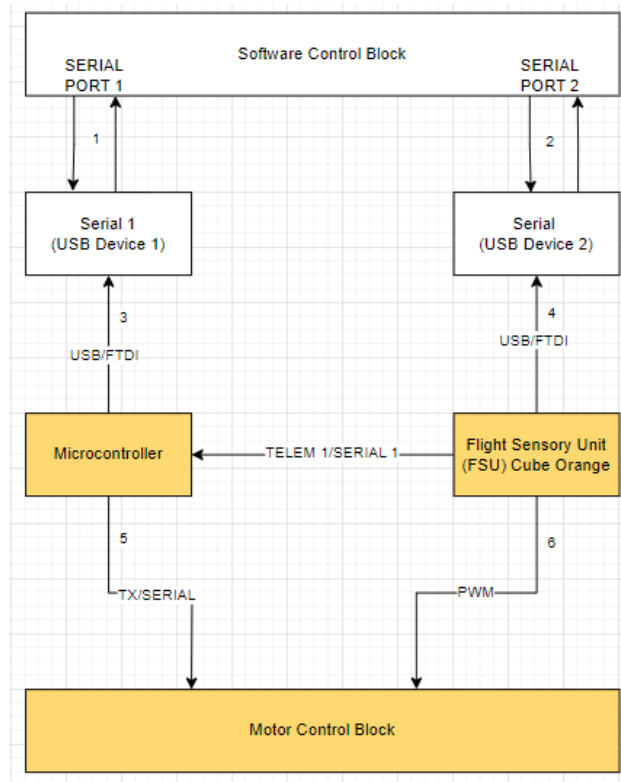 Software Control Block
SERIAL
PORT 1
SERIAL
PORT 2
1
2
Serial 1
(USB Device 1)
Serial
(USB Device 2)
3
4
USB/FTDI
USB/FTDI
Microcontroller
TELEM 1/SERIAL 1
Flight Sensory Unit
(FSU) Cube Orange
5
6
TX/SERIAL
PWM
Motor Control Block